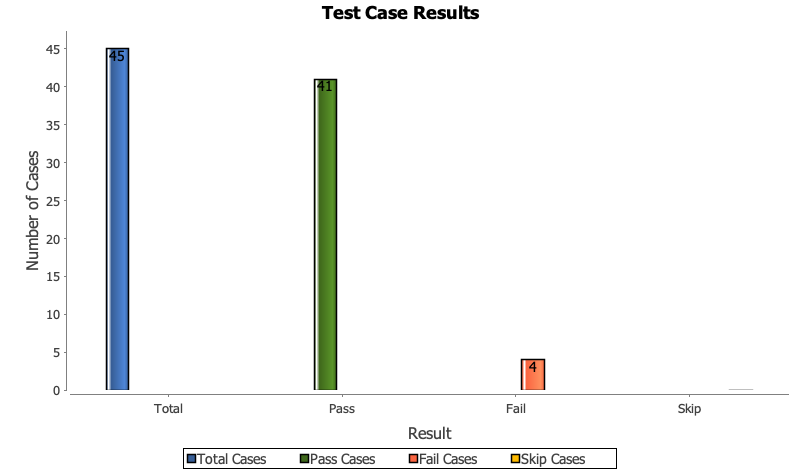 Test Case Results
Number of Cases
45
40
35
30
25
20
15
10
5
0
45
41
4
Total Pass Fail Skip
Result
Total Cases Pass Cases Fail Cases Skip Cases